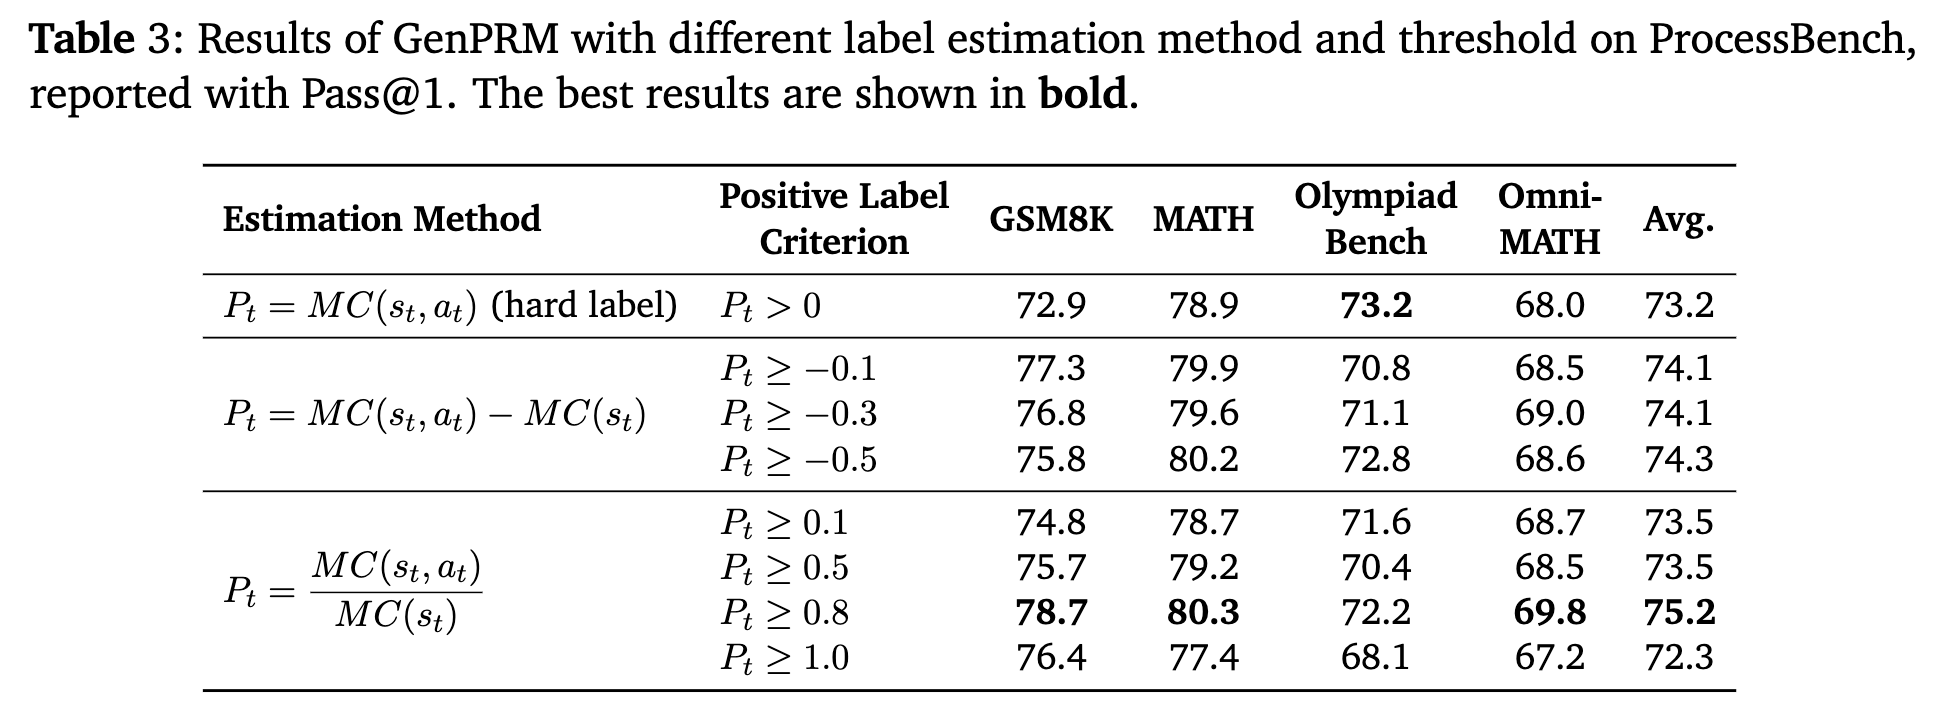 Table 3: Results of GenPRM with different label estimation method and threshold on ProcessBench,
reported with Pass@1. The best results are shown in bold.
Estimation Method Positive Label Criterion GSM8K MATH Olympiad Bench Omni-MATH Avg.
P_t = MC(s_t, a_t) (hard label) P_t > 0 72.9 78.9 73.2 68.0 73.2
P_t ≥ −0.1 77.3 79.9 70.8 68.5 74.1
P_t = MC(s_t, a_t) − MC(s_t) P_t ≥ −0.3 76.8 79.6 71.1 69.0 74.1
P_t ≥ −0.5 75.8 80.2 72.8 68.6 74.3
P_t ≥ 0.1 74.8 78.7 71.6 68.7 73.5
P_t ≥ 0.5 75.7 79.2 70.4 68.5 73.5
P_t = MC(s_t, a_t) / MC(s_t) P_t ≥ 0.8 78.7 80.3 72.2 69.8 75.2
P_t ≥ 1.0 76.4 77.4 68.1 67.2 72.3